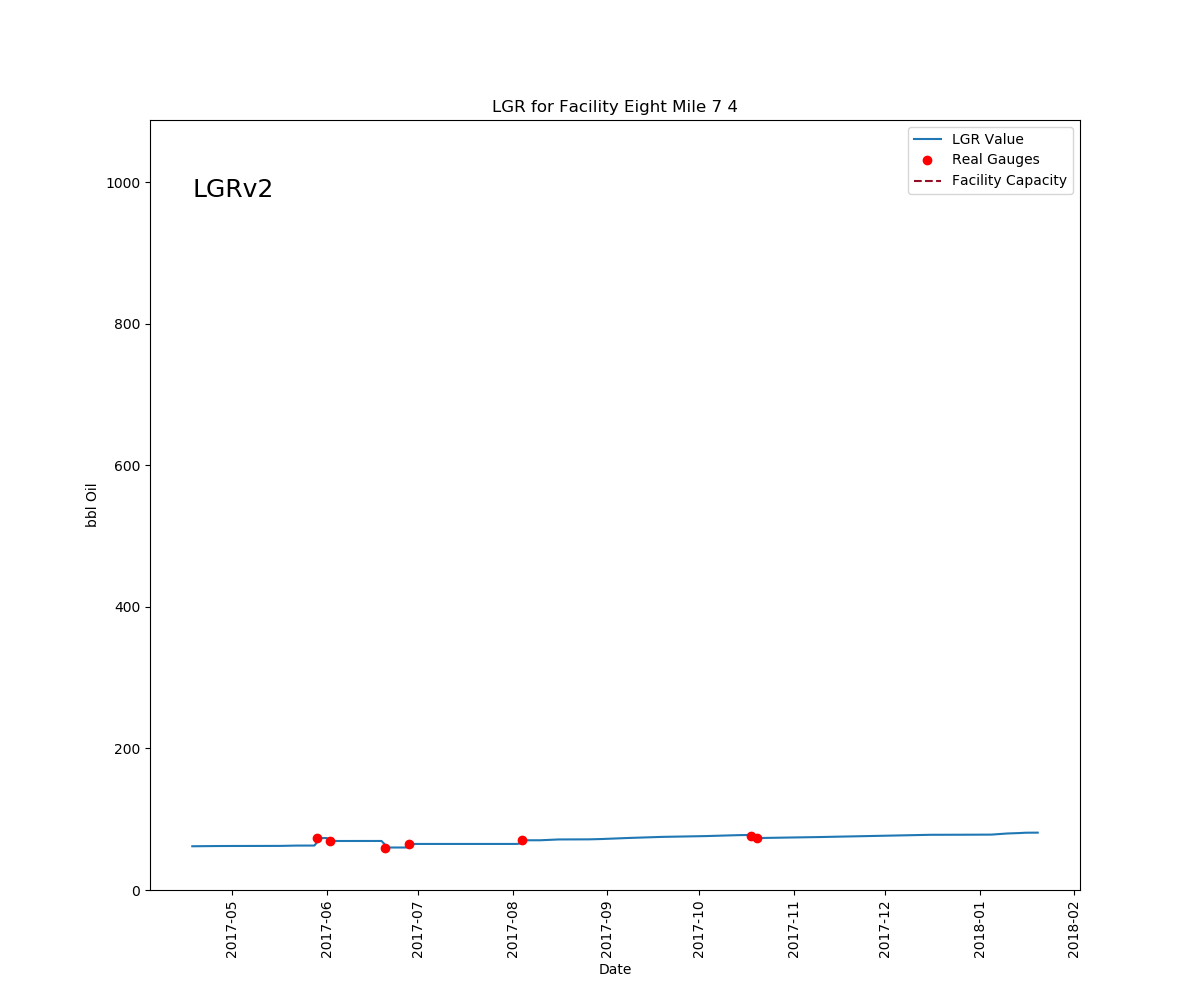 LGR for Facility Eight Mile 7 4
LGRv2
LGR Value
Real Gauges
Facility Capacity
1000
800
600
400
200
0
bbl Oil
2017-05
2017-06
2017-07
2017-08
2017-09
2017-10
2017-11
2017-12
2018-01
2018-02
Date